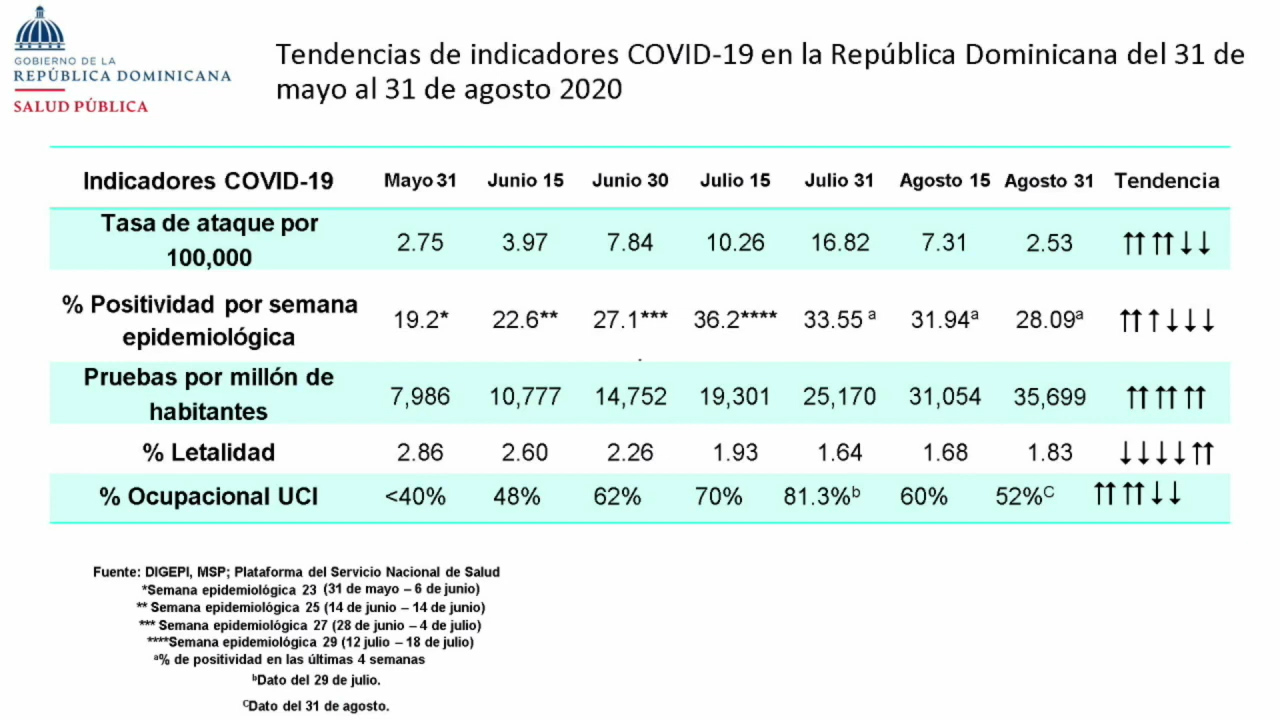 GOBIERNO DE LA
REPÚBLICA DOMINICANA
SALUD PÚBLICA
Tendencias de indicadores COVID-19 en la República Dominicana del 31 de
mayo al 31 de agosto 2020
Indicadores COVID-19 Mayo 31 Junio 15 Junio 30 Julio 15 Julio 31 Agosto 15 Agosto 31 Tendencia
Tasa de ataque por
100,000 2.75 3.97 7.84 10.26 16.82 7.31 2.53 ↑↑ ↑↑ ↓ ↓
% Positividad por semana
epidemiológica 19.2* 22.6** 27.1*** 36.2**** 33.55 ª 31.94ª 28.09ª ↑↑ ↑ ↓ ↓ ↓
Pruebas por millón de
habitantes 7,986 10,777 14,752 19,301 25,170 31,054 35,699 ↑↑ ↑↑ ↑↑
% Letalidad 2.86 2.60 2.26 1.93 1.64 1.68 1.83 ↓ ↓ ↓ ↓ ↑↑
% Ocupacional UCI <40% 48% 62% 70% 81.3%ᵇ 60% 52%ᶜ ↑↑ ↑↑ ↓ ↓
Fuente: DIGEPI, MSP; Plataforma del Servicio Nacional de Salud
*Semana epidemiológica 23 (31 de mayo – 6 de junio)
** Semana epidemiológica 25 (14 de junio – 14 de junio)
*** Semana epidemiológica 27 (28 de junio – 4 de julio)
****Semana epidemiológica 29 (12 julio – 18 de julio)
ª% de positividad en las últimas 4 semanas
ᵇDato del 29 de julio.
ᶜDato del 31 de agosto.